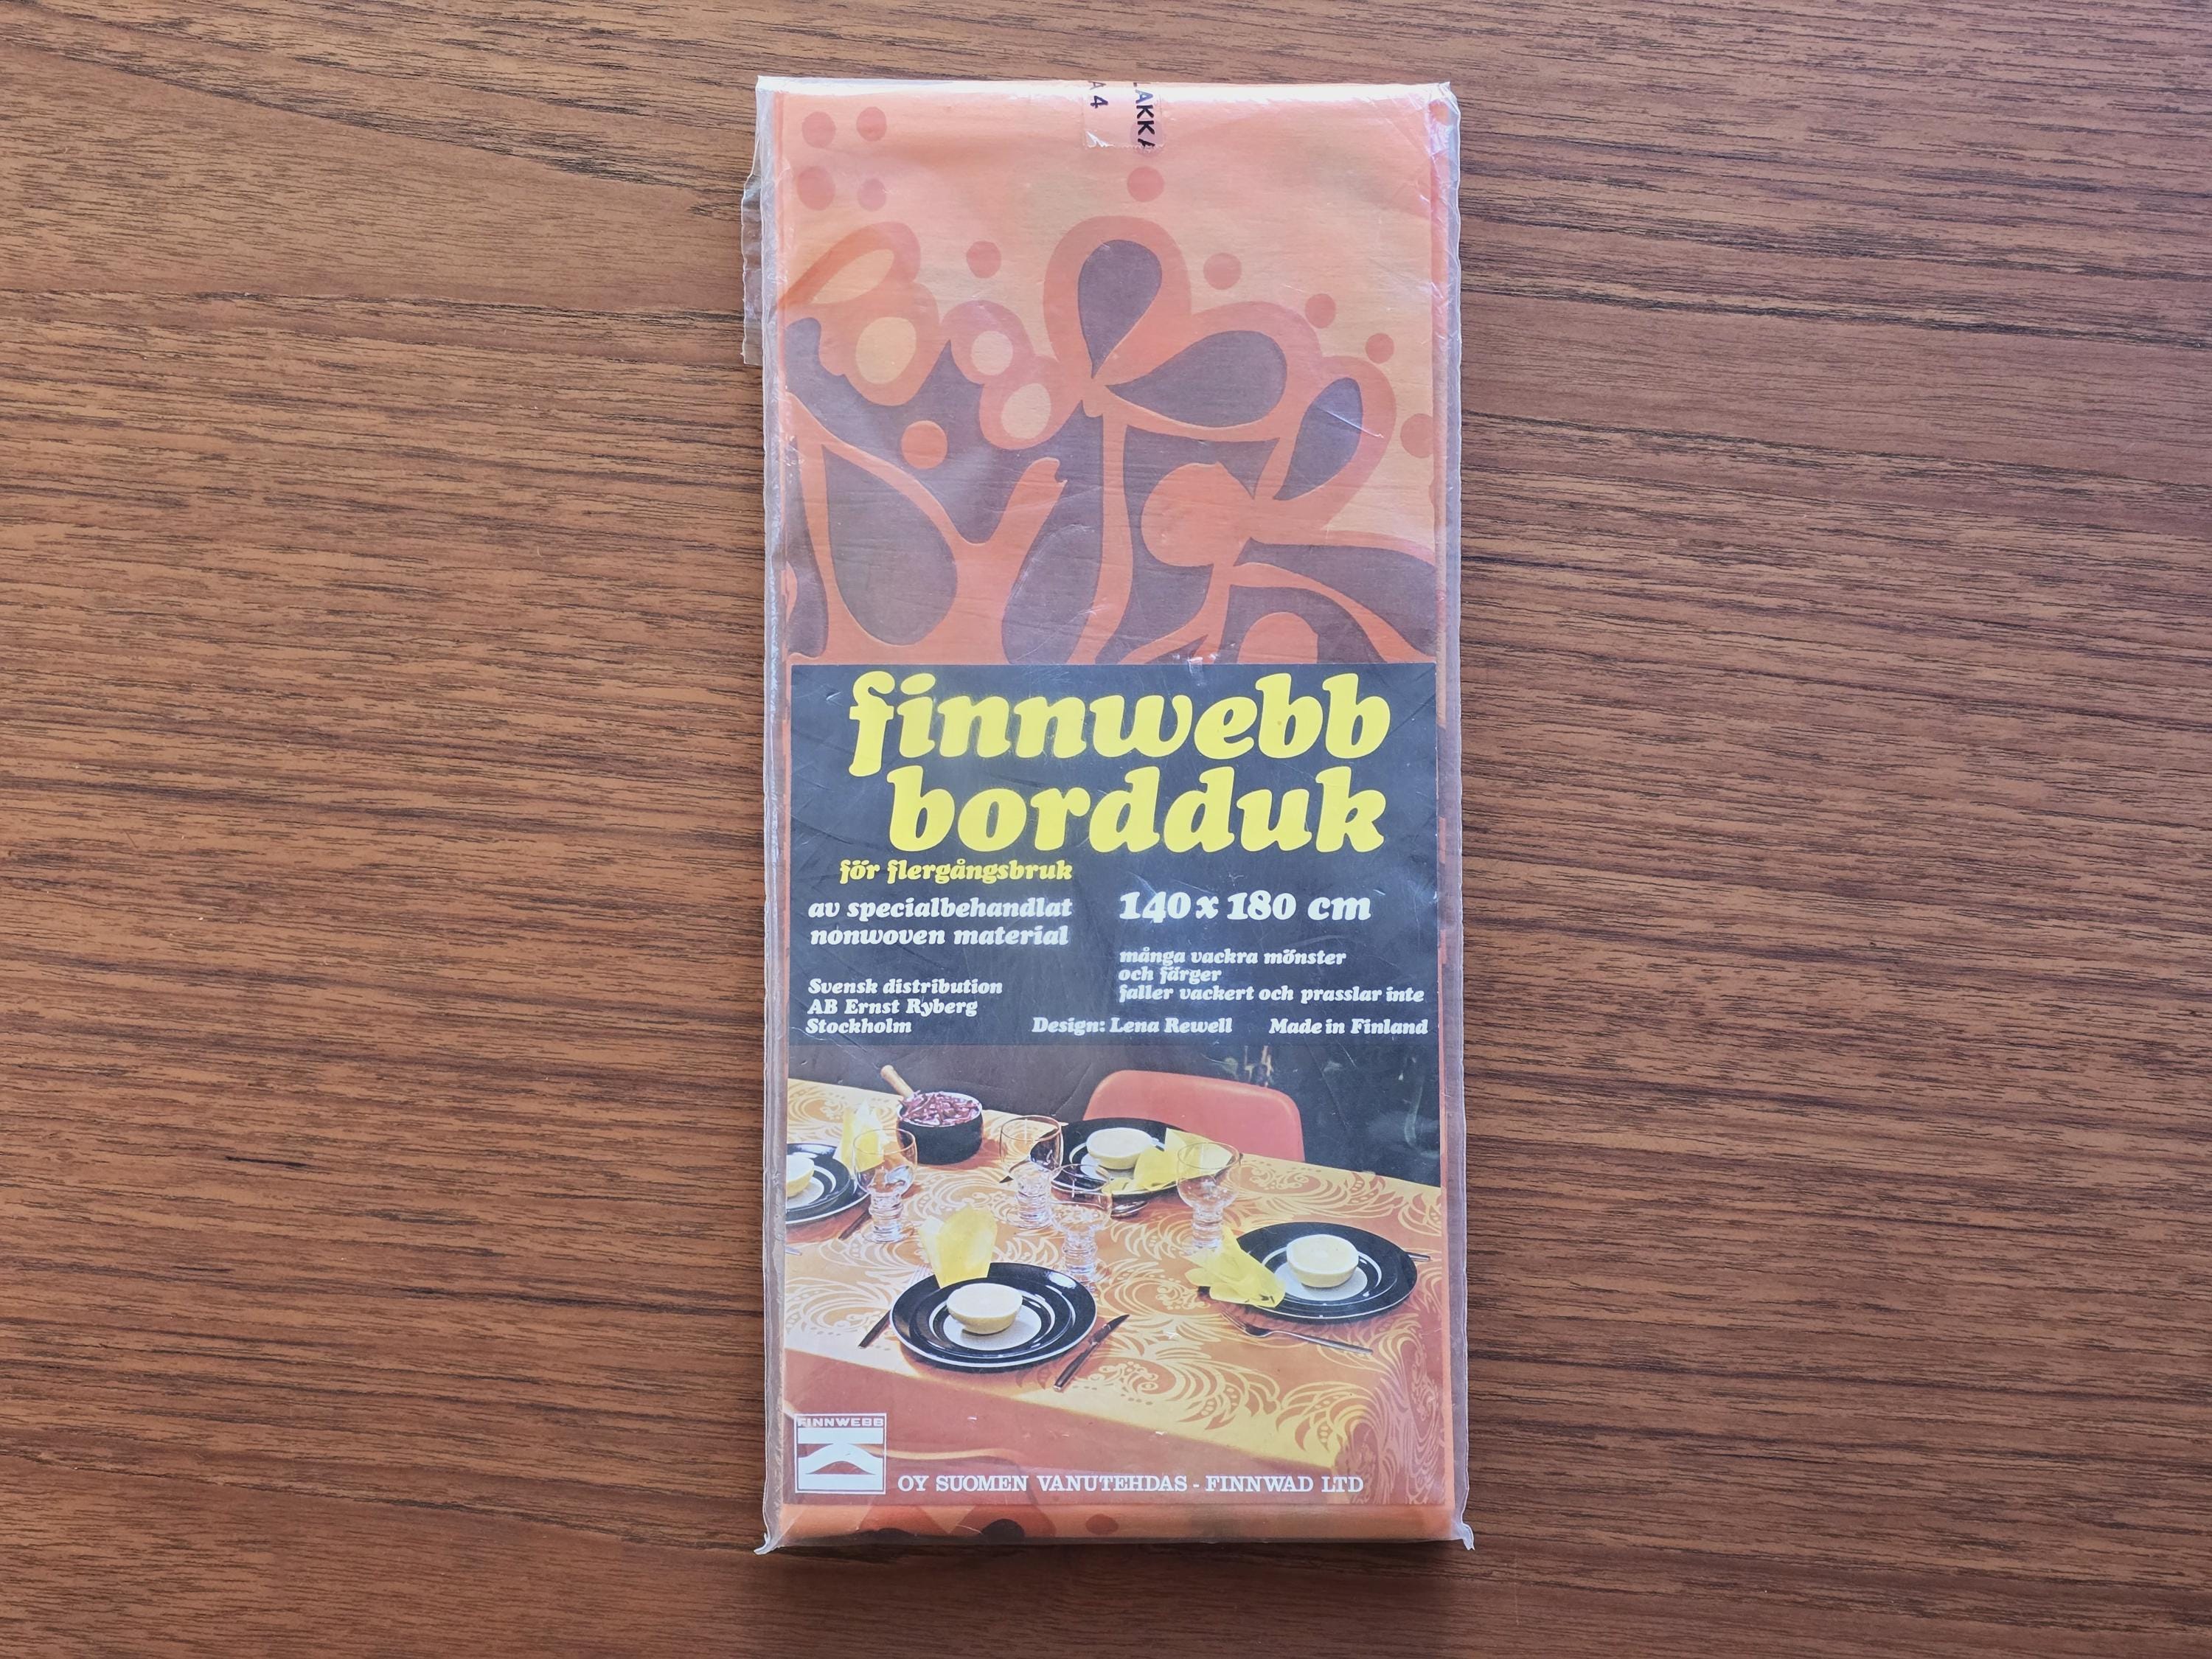 A 4
LAKKA
finnwebb
bordduk
för flergångsbruk
av specialbehandlat
nonwoven material
140 x 180 cm
många vackra mönster
och färger
faller vackert och prasslar inte
Svensk distribution
AB Ernst Ryberg
Stockholm
Design: Lena Rewell
Made in Finland
FINNWEBB
OY SUOMEN VANUTEHDAS - FINNWAD LTD